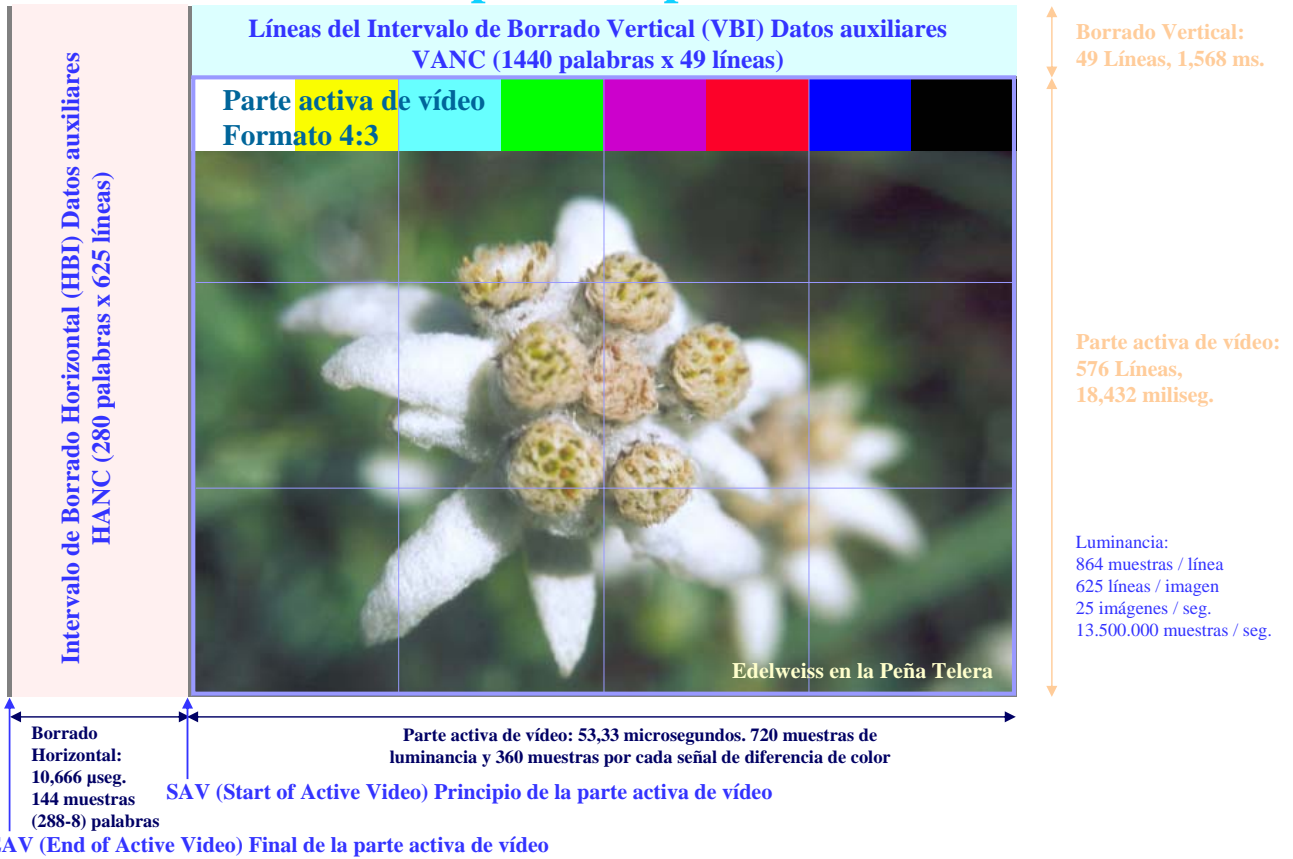 Líneas del Intervalo de Borrado Vertical (VBI) Datos auxiliares
VANC (1440 palabras x 49 líneas)
Borrado Vertical:
49 Líneas, 1,568 ms.
Intervalo de Borrado Horizontal (HBI) Datos auxiliares
HANC (280 palabras x 625 líneas)
Parte activa de vídeo
Formato 4:3
Parte activa de vídeo:
576 Líneas,
18,432 miliseg.
Luminancia:
864 muestras / línea
625 líneas / imagen
25 imágenes / seg.
13.500.000 muestras / seg.
Edelweiss en la Peña Telera
Borrado
Horizontal:
10,666 µseg.
144 muestras
(288-8) palabras
Parte activa de vídeo: 53,33 microsegundos. 720 muestras de
luminancia y 360 muestras por cada señal de diferencia de color
SAV (Start of Active Video) Principio de la parte activa de vídeo
(End of Active Video) Final de la parte activa de vídeo